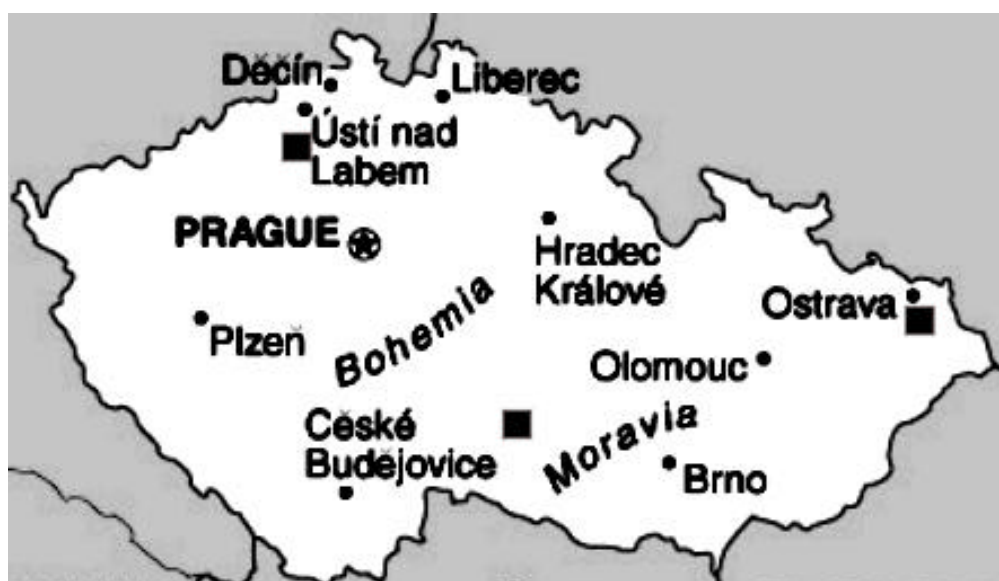 Děčín
Liberec
Ústí nad
Labem
PRAGUE
Hradec
Králové
Bohemia
Ostrava
Plzeň
Olomouc
České
Budějovice
Moravia
Brno